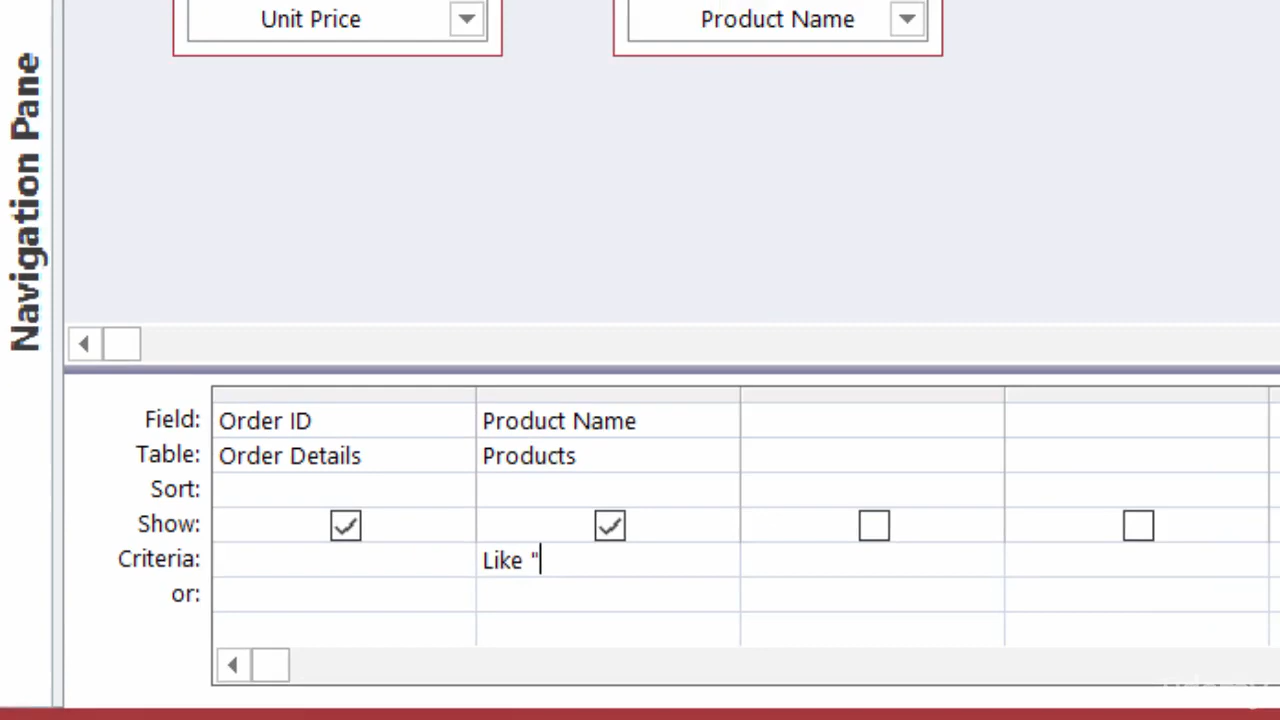 Unit Price
Product Name
Navigation Pane
Field: Order ID Product Name
Table: Order Details Products
Sort:
Show:
Criteria: Like "
or: